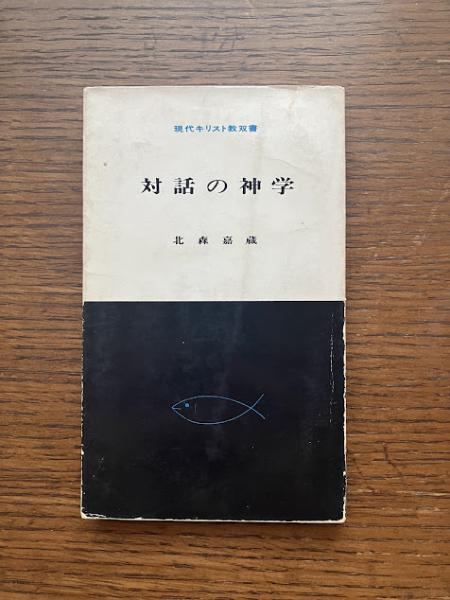 現代キリスト教双書
対話の神学
北森嘉蔵